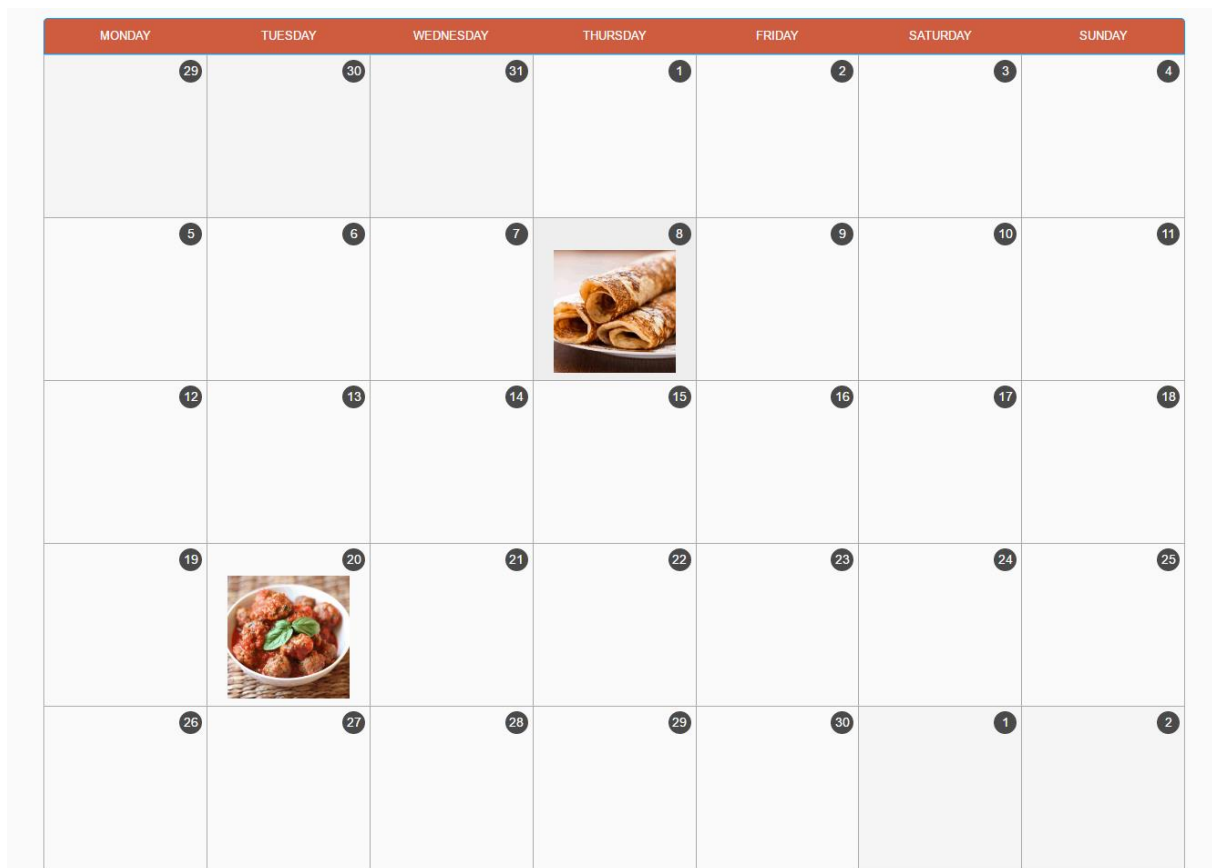 MONDAY TUESDAY WEDNESDAY THURSDAY FRIDAY SATURDAY SUNDAY
29 30 31 1 2 3 4
5 6 7 8 9 10 11
12 13 14 15 16 17 18
19 20 21 22 23 24 25
26 27 28 29 30 1 2